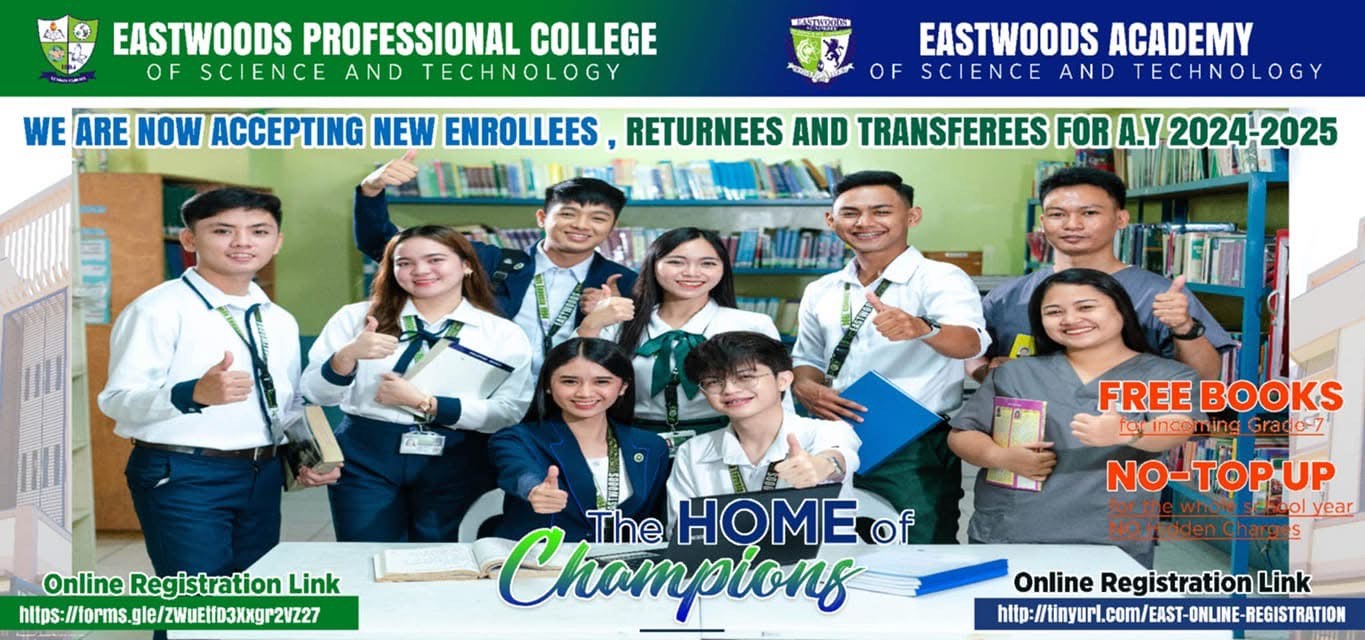 EASTWOODS PROFESSIONAL COLLEGE
OF SCIENCE AND TECHNOLOGY
EASTWOODS ACADEMY
OF SCIENCE AND TECHNOLOGY
WE ARE NOW ACCEPTING NEW ENROLLEES , RETURNEES AND TRANSFEREES FOR A.Y 2024-2025
FREE BOOKS
for incoming Grade 7
NO-TOP UP
for the whole school year
NO Hidden Charges
The HOME of
Champions
Online Registration Link
https://forms.gle/ZWuEtfD3Xxgr2VZ27
Online Registration Link
http://tinyurl.com/EAST-ONLINE-REGISTRATION